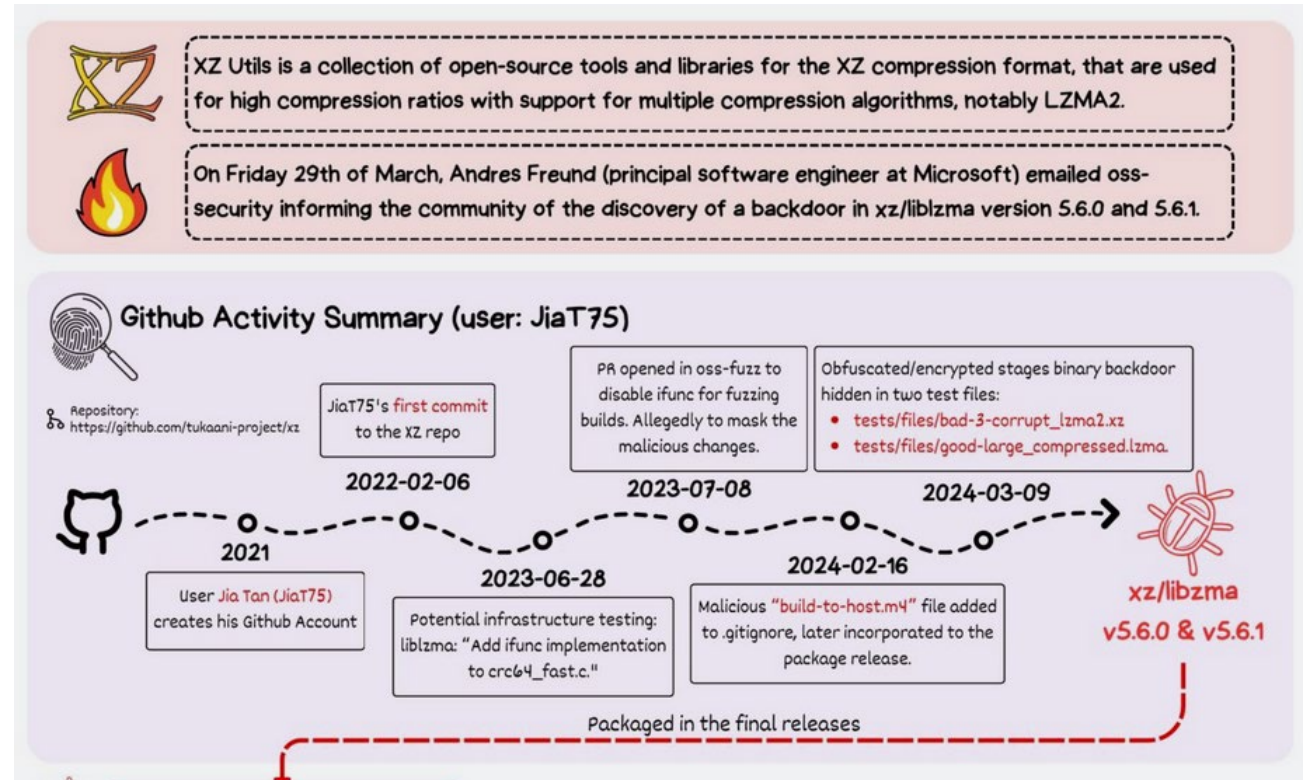 XZ
XZ Utils is a collection of open-source tools and libraries for the XZ compression format, that are used
for high compression ratios with support for multiple compression algorithms, notably LZMA2.
On Friday 29th of March, Andres Freund (principal software engineer at Microsoft) emailed oss-
security informing the community of the discovery of a backdoor in xz/liblzma version 5.6.0 and 5.6.1.
Github Activity Summary (user: JiaT75)
Repository:
https://github.com/tukaani-project/xz
2021
User Jia Tan (JiaT75)
creates his Github Account
JiaT75's first commit
to the XZ repo
2022-02-06
2023-06-28
Potential infrastructure testing:
liblzma: "Add ifunc implementation
to crc64_fast.c."
PR opened in oss-fuzz to
disable ifunc for fuzzing
builds. Allegedly to mask the
malicious changes.
2023-07-08
2024-02-16
Malicious "build-to-host.m4" file added
to .gitignore, later incorporated to the
package release.
Obfuscated/encrypted stages binary backdoor
hidden in two test files:
• tests/files/bad-3-corrupt_lzma2.xz
• tests/files/good-large_compressed.lzma.
2024-03-09
xz/libzma
v5.6.0 & v5.6.1
Packaged in the final releases